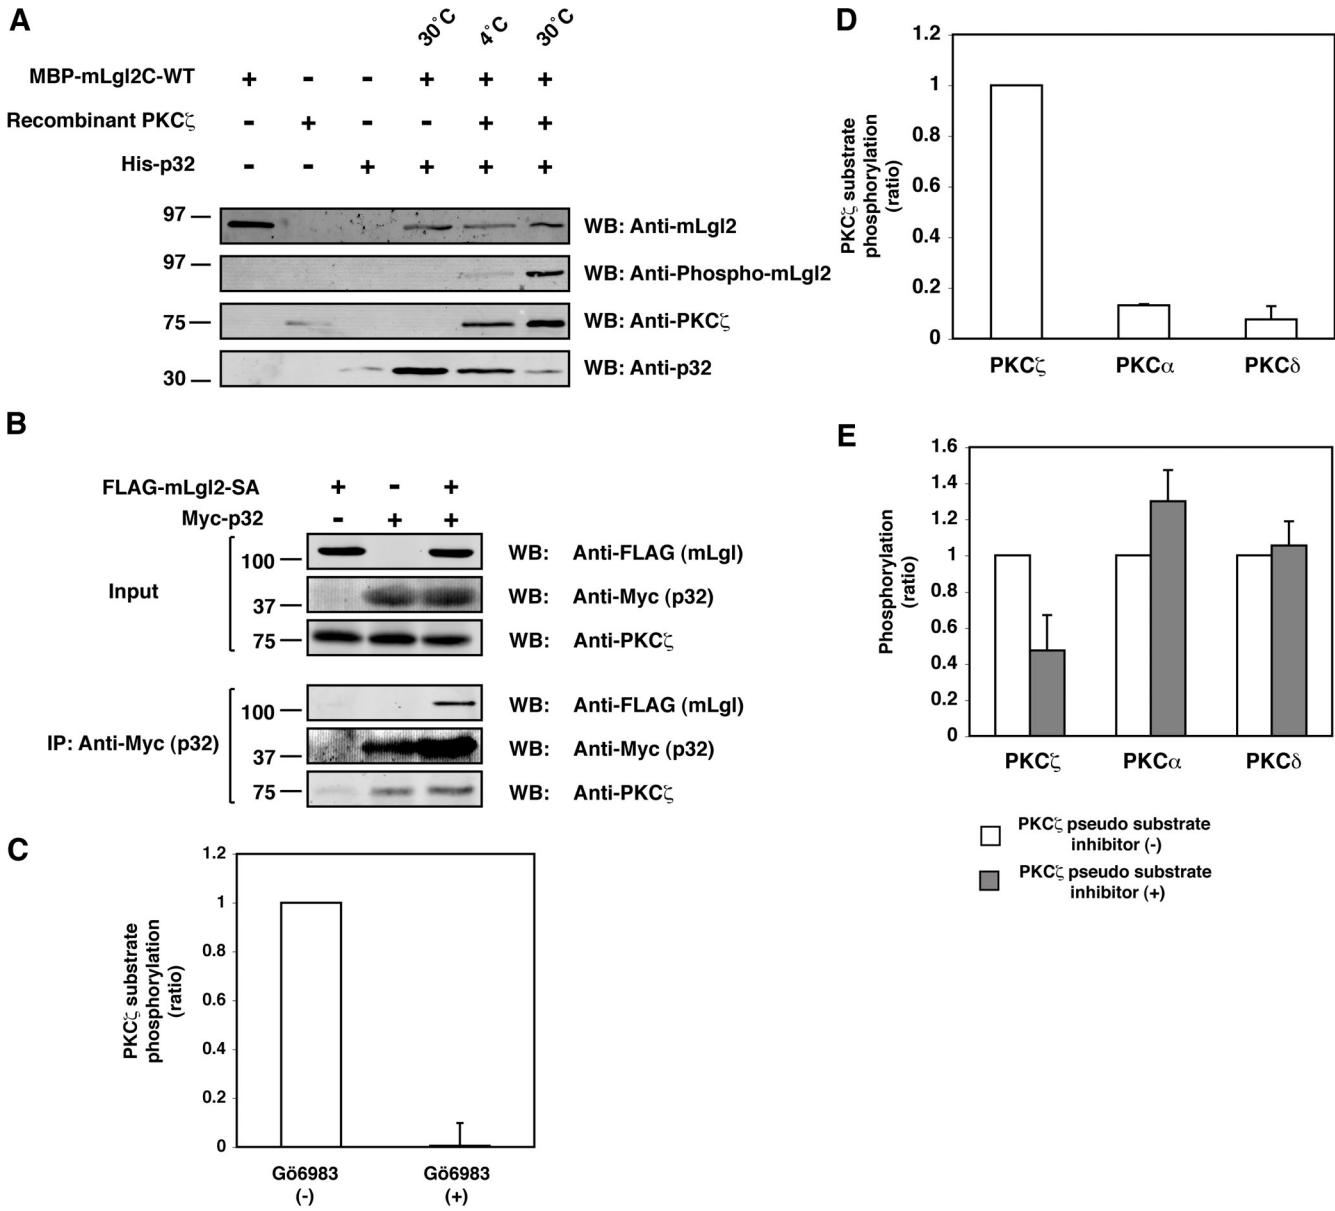 A
30°C 4°C 30°C
MBP-mLgl2C-WT + - - + + +
Recombinant PKCζ - + - - + +
His-p32 - - + + + +
97 WB: Anti-mLgl2
97 WB: Anti-Phospho-mLgl2
75 WB: Anti-PKCζ
30 WB: Anti-p32
B
FLAG-mLgl2-SA + - +
Myc-p32 - + +
Input
100 WB: Anti-FLAG (mLgl)
37 WB: Anti-Myc (p32)
75 WB: Anti-PKCζ
IP: Anti-Myc (p32)
100 WB: Anti-FLAG (mLgl)
37 WB: Anti-Myc (p32)
75 WB: Anti-PKCζ
C
PKCζ substrate
phosphorylation
(ratio)
1.2
1
0.8
0.6
0.4
0.2
0
Gö6983 Gö6983
(-) (+)
D
PKCζ substrate
phosphorylation
(ratio)
1.2
1
0.8
0.6
0.4
0.2
0
PKCζ PKCα PKCδ
E
Phosphorylation
(ratio)
1.6
1.4
1.2
1
0.8
0.6
0.4
0.2
0
PKCζ PKCα PKCδ
PKCζ pseudo substrate
inhibitor (-)
PKCζ pseudo substrate
inhibitor (+)